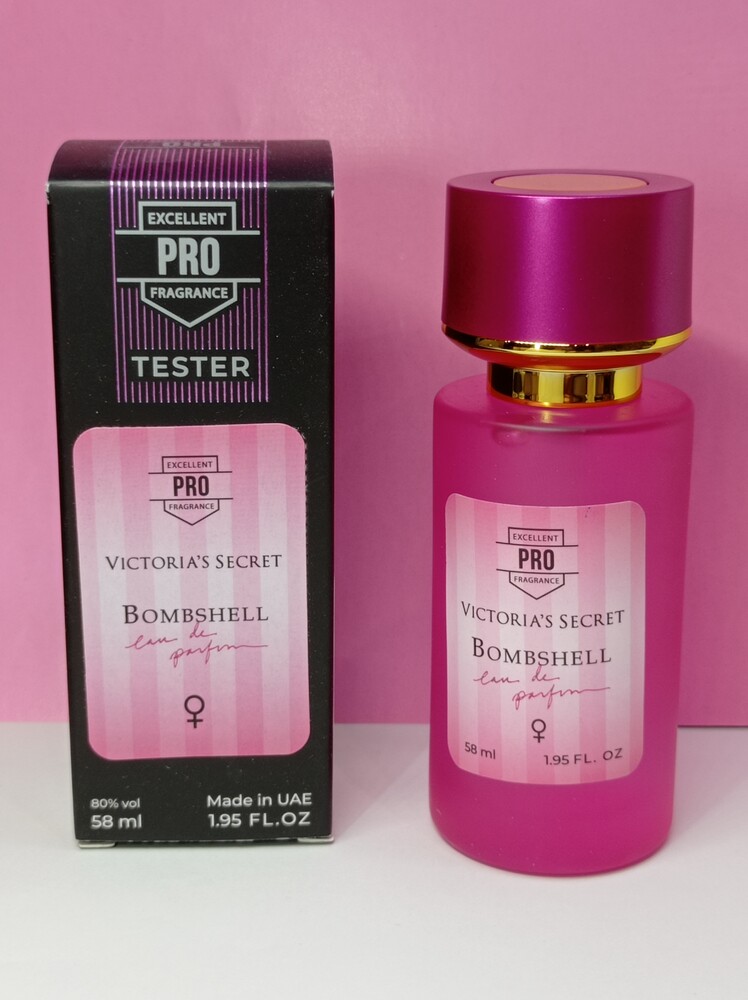 EXCELLENT
PRO
FRAGRANCE
TESTER
EXCELLENT
PRO
FRAGRANCE
VICTORIA'S SECRET
BOMBSHELL
eau de
parfum
80% vol
58 ml
Made in UAE
1.95 FL.OZ
EXCELLENT
PRO
FRAGRANCE
VICTORIA'S SECRET
BOMBSHELL
eau de
parfum
58 ml
1.95 FL. OZ